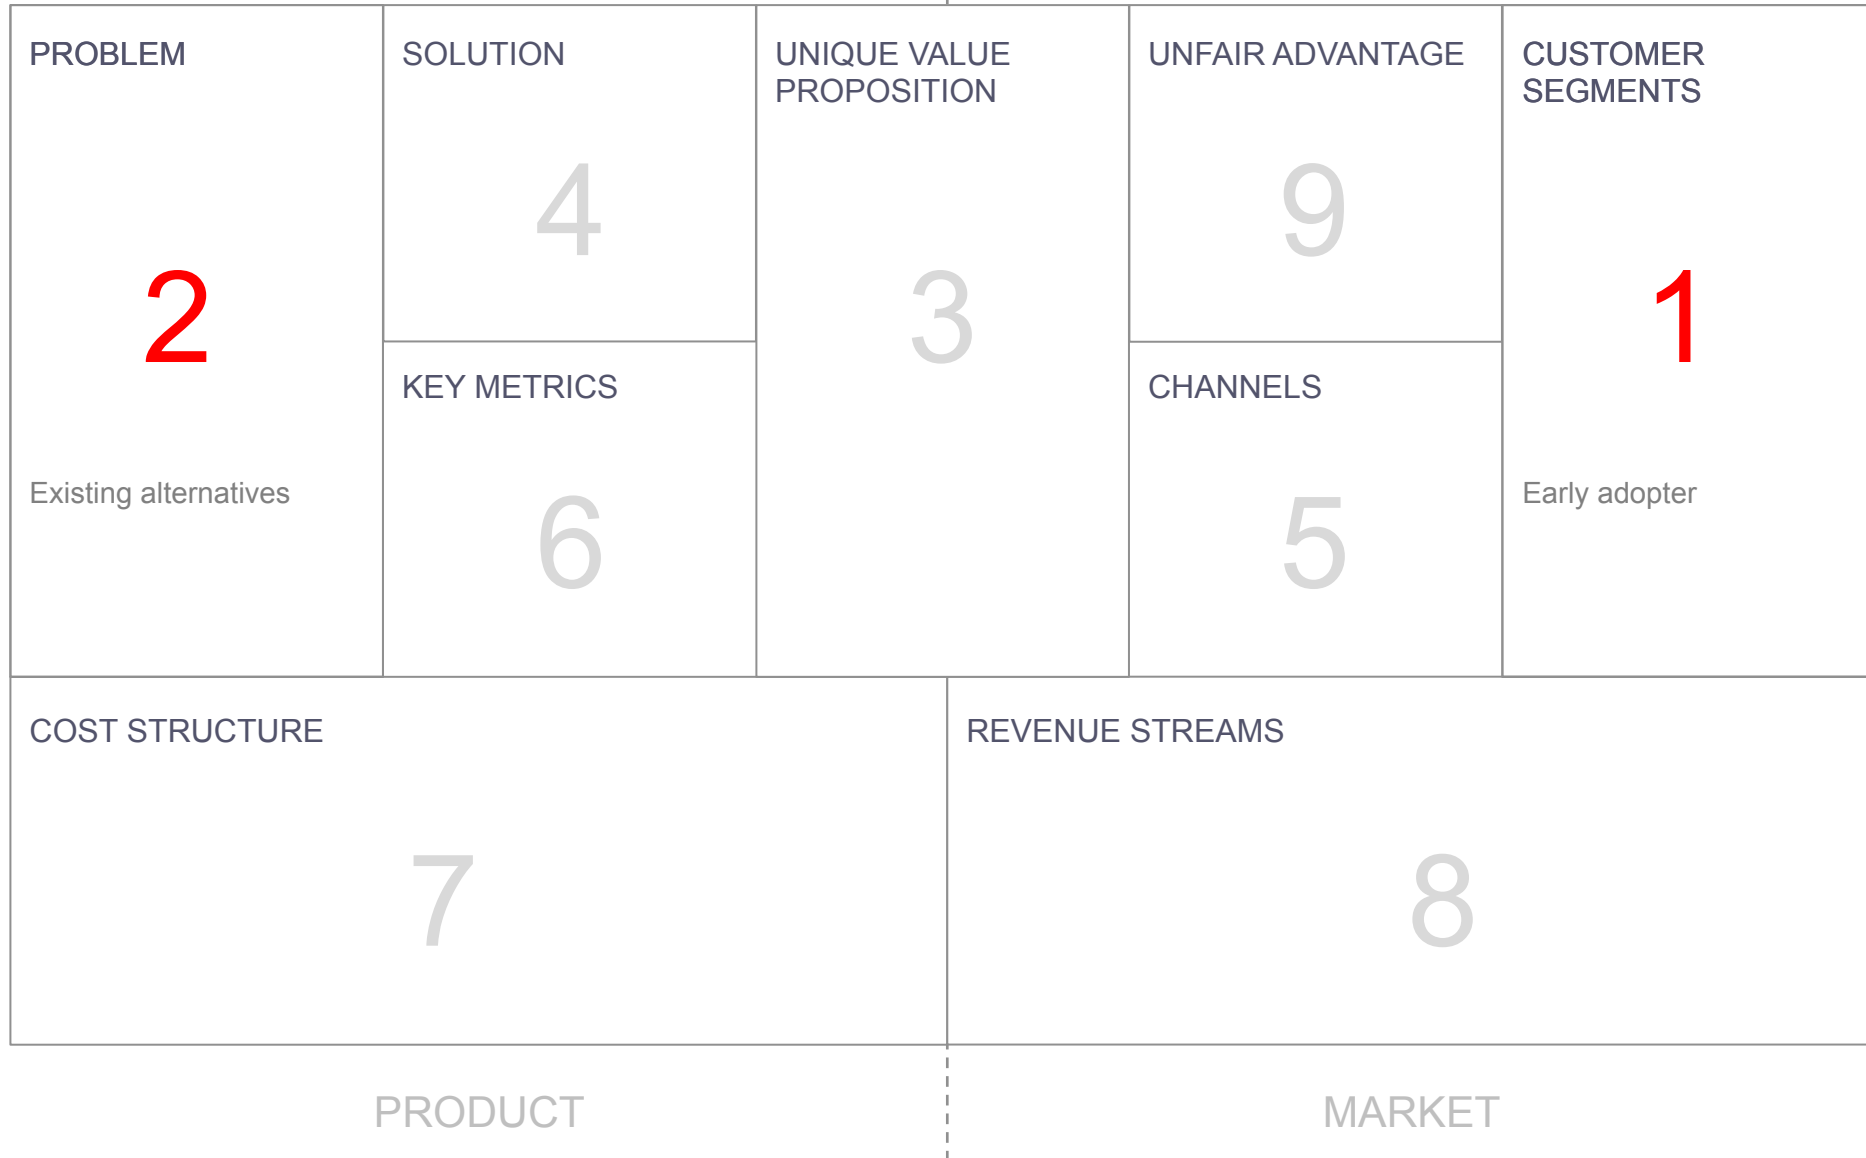 PROBLEM
2
Existing alternatives
SOLUTION
4
KEY METRICS
6
UNIQUE VALUE
PROPOSITION
3
UNFAIR ADVANTAGE
9
CHANNELS
5
CUSTOMER
SEGMENTS
1
Early adopter
COST STRUCTURE
7
REVENUE STREAMS
8
PRODUCT
MARKET